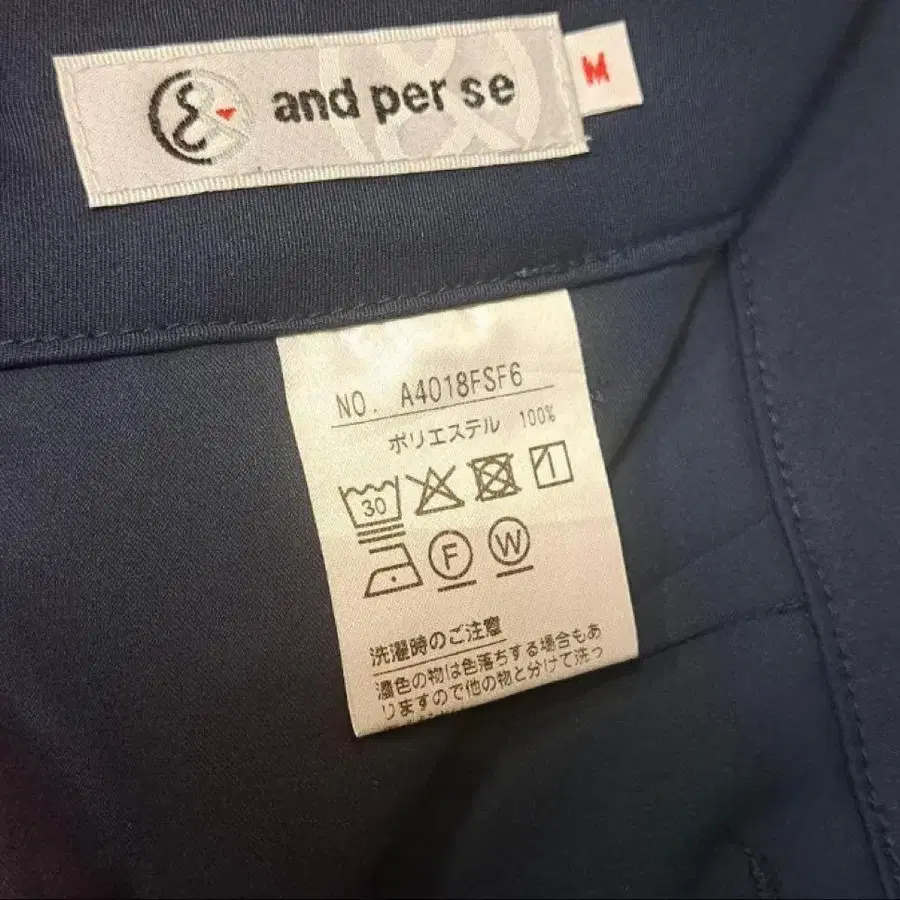 and per se
M
NO. A4018FSF6
ポリエステル 100%
30
F W
洗濯時のご注意
濃色の物は色落ちする場合もあ
りますので他の物と分けて洗っ